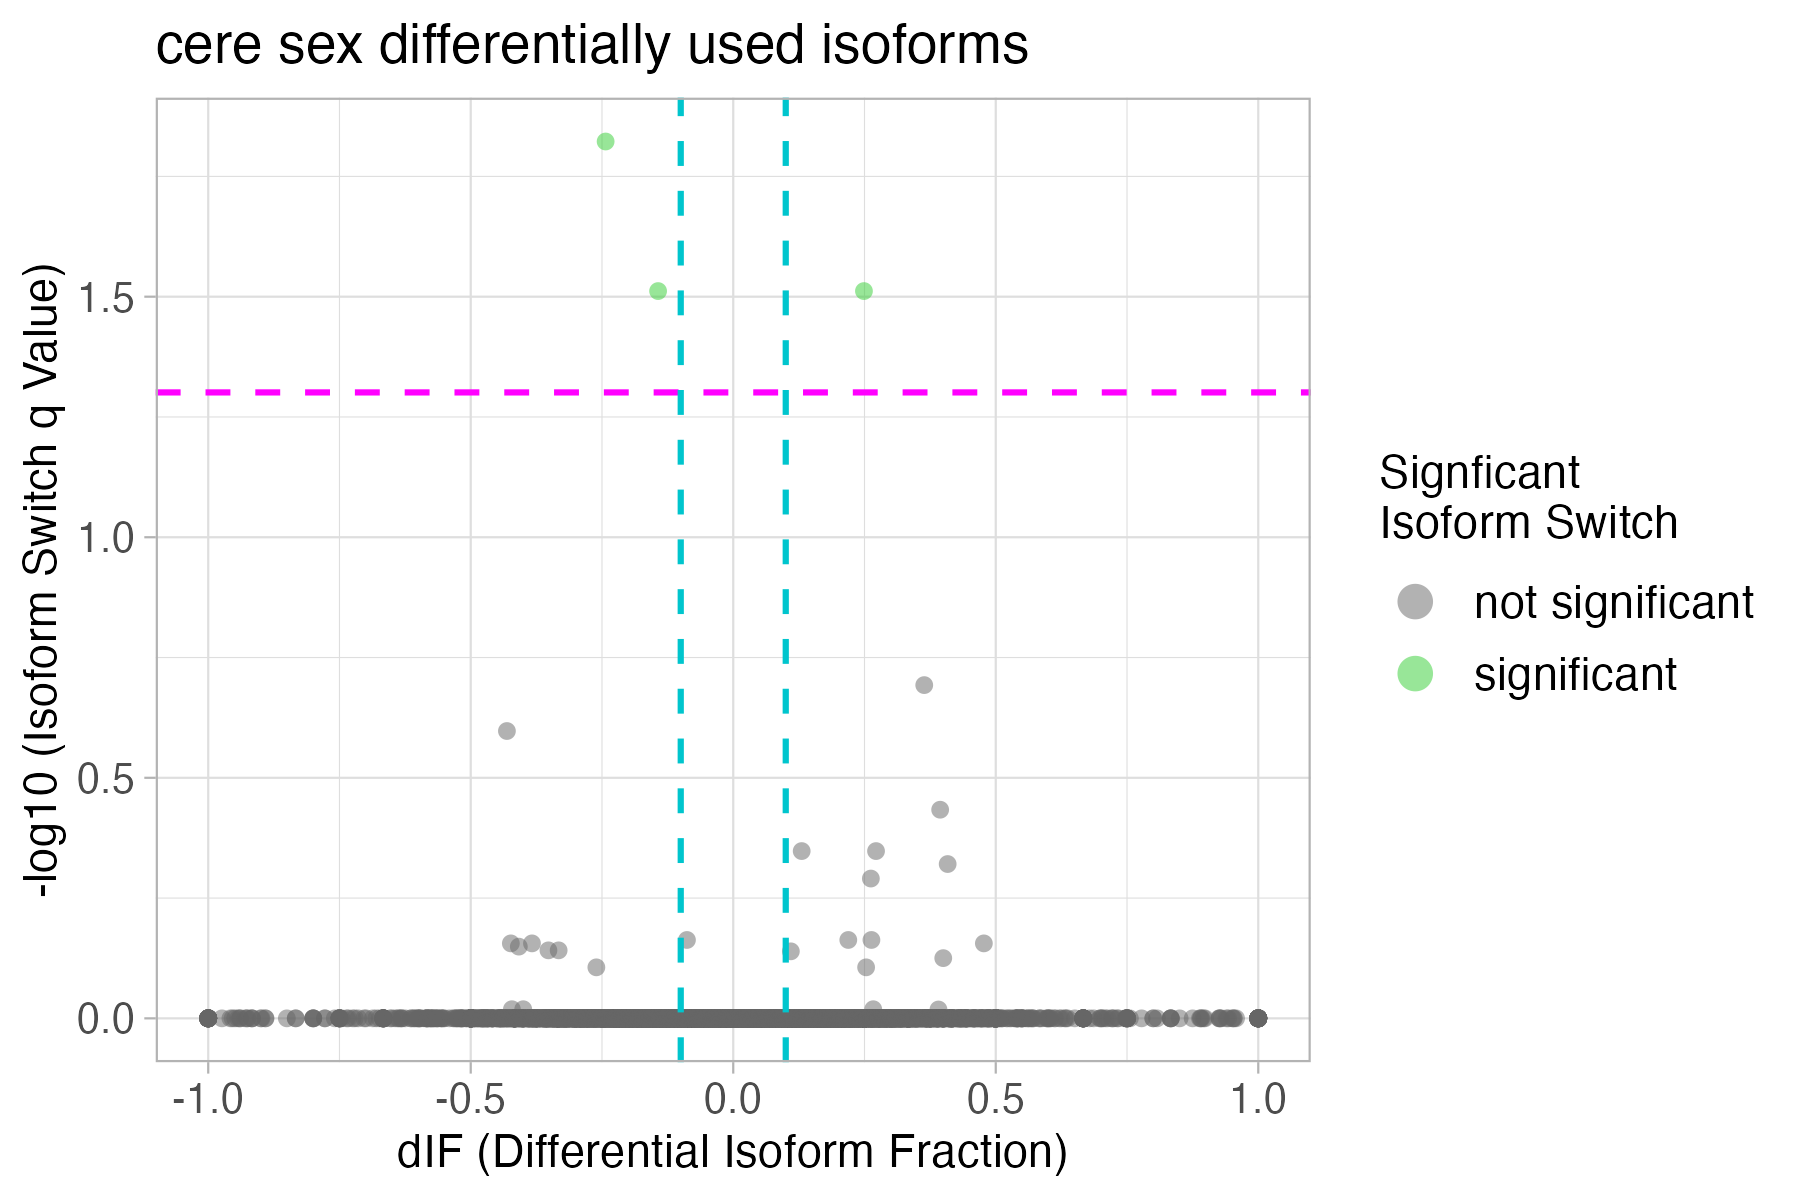 cere sex differentially used isoforms
-log10 (Isoform Switch q Value)
1.5
1.0
0.5
0.0
-1.0
-0.5
0.0
0.5
1.0
dIF (Differential Isoform Fraction)
Signficant
Isoform Switch
not significant
significant